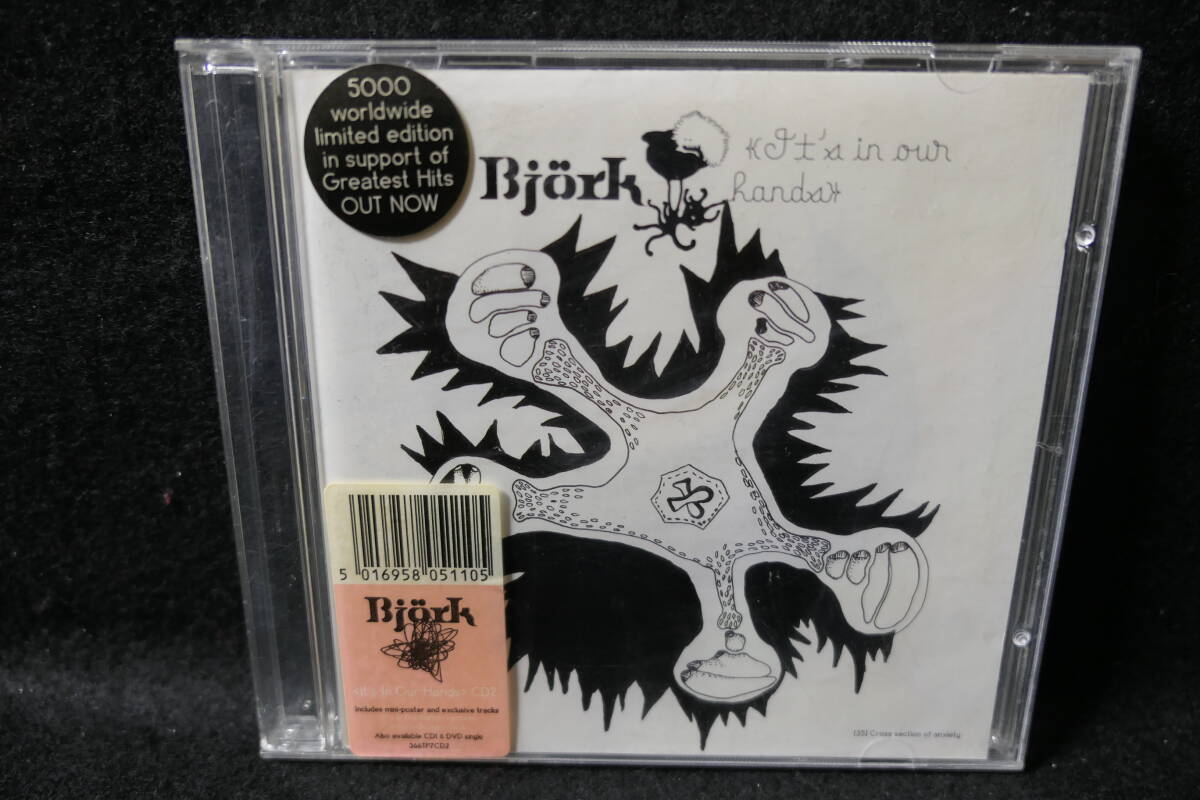 5000
worldwide
limited edition
in support of
Greatest Hits
OUT NOW
Björk
<It's in our
hands>
5 016958 051105
Björk
<It's In Our Hands> CD2
includes mini-poster and exclusive tracks
Also available CD1 & DVD single
366TP7CD2
(35) Cross section of anxiety